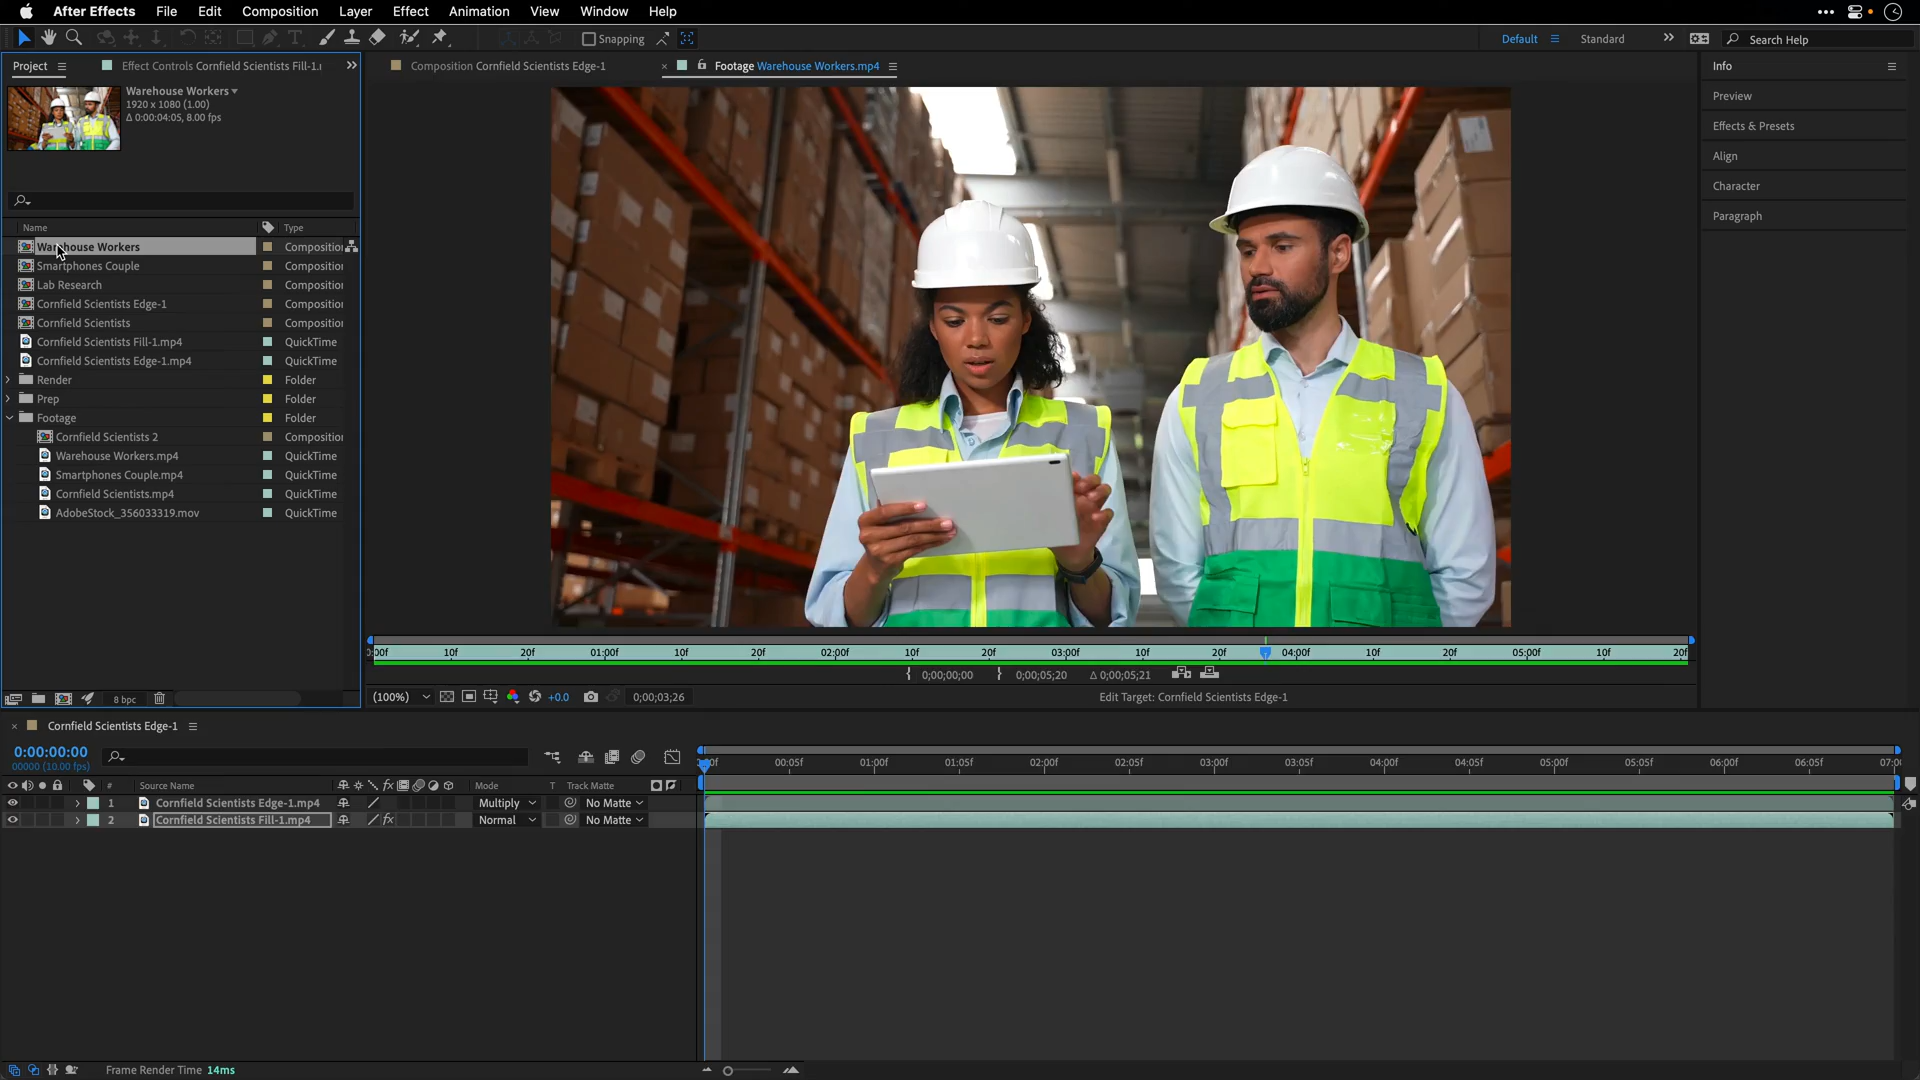 After Effects File Edit Composition Layer Effect Animation View Window Help
Snapping Default Standard Search Help
Project Effect Controls Cornfield Scientists Fill-1.
Composition Cornfield Scientists Edge-1 Footage Warehouse Workers.mp4
Info
Warehouse Workers
1920 x 1080 (1.00)
Δ 0:00:04:05, 8.00 fps
Preview
Effects & Presets
Align
Character
Paragraph
Name Type
Warehouse Workers Composition
Smartphones Couple Composition
Lab Research Composition
Cornfield Scientists Edge-1 Composition
Cornfield Scientists Composition
Cornfield Scientists Fill-1.mp4 QuickTime
Cornfield Scientists Edge-1.mp4 QuickTime
Render Folder
Prep Folder
Footage Folder
Cornfield Scientists 2 Composition
Warehouse Workers.mp4 QuickTime
Smartphones Couple.mp4 QuickTime
Cornfield Scientists.mp4 QuickTime
AdobeStock_356033319.mov QuickTime
:00f 10f 20f 01:00f 10f 20f 02:00f 10f 20f 03:00f 10f 20f 04:00f 10f 20f 05:00f 10f 20f
0;00;00;00 0;00;05;20 Δ 0;00;05;21
8 bpc
(100%) +0.0 0;00;03;26 Edit Target: Cornfield Scientists Edge-1
Cornfield Scientists Edge-1
0:00:00:00
00000 (10.00 fps)
:00f 00:05f 01:00f 01:05f 02:00f 02:05f 03:00f 03:05f 04:00f 04:05f 05:00f 05:05f 06:00f 06:05f 07:00
# Source Name fx Mode T Track Matte
1 Cornfield Scientists Edge-1.mp4 Multiply No Matte
2 Cornfield Scientists Fill-1.mp4 fx Normal No Matte
Frame Render Time 14ms